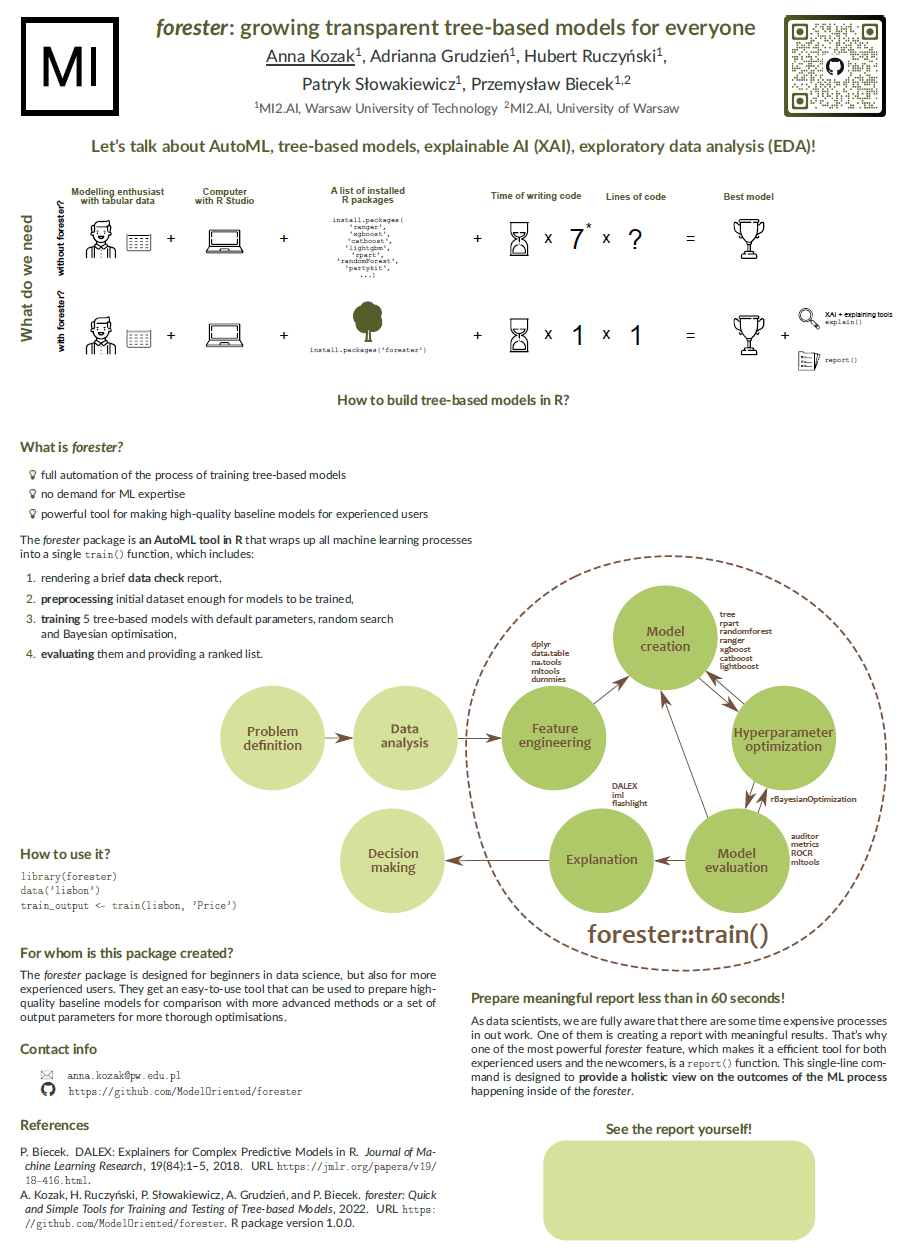 MI
forester: growing transparent tree-based models for everyone
Anna Kozak1, Adrianna Grudzień1, Hubert Ruczyński1,
Patryk Słowakiewicz1, Przemysław Biecek1,2
1MI2.AI, Warsaw University of Technology 2MI2.AI, University of Warsaw
Let's talk about AutoML, tree-based models, explainable AI (XAI), exploratory data analysis (EDA)!
What do we need
without forester?
Modelling enthusiast
with tabular data
Computer
with R Studio
A list of installed
R packages
Time of writing code
Lines of code
Best model
+
+
install.packages(
'ranger',
'xgboost',
'catboost',
'lightgbm',
'rpart',
'randomForest',
'partykit',
...)
+ x 7* x ? =
with forester?
+
+
install.packages('forester')
+ x 1 x 1 = +
XAI + explaining tools
explain()
report()
How to build tree-based models in R?
What is forester?
full automation of the process of training tree-based models
no demand for ML expertise
powerful tool for making high-quality baseline models for experienced users
The forester package is an AutoML tool in R that wraps up all machine learning processes
into a single train() function, which includes:
1. rendering a brief data check report,
2. preprocessing initial dataset enough for models to be trained,
3. training 5 tree-based models with default parameters, random search
and Bayesian optimisation,
4. evaluating them and providing a ranked list.
Problem
definition
Data
analysis
dplyr
data.table
na.tools
mltools
dummies
Feature
engineering
Model
creation
tree
rpart
randomforest
ranger
xgboost
catboost
lightboost
Hyperparameter
optimization
rBayesianOptimization
Model
evaluation
auditor
metrics
ROCR
mltools
DALEX
iml
flashlight
Explanation
Decision
making
forester::train()
How to use it?
library(forester)
data('lisbon')
train_output <- train(lisbon, 'Price')
For whom is this package created?
The forester package is designed for beginners in data science, but also for more
experienced users. They get an easy-to-use tool that can be used to prepare high-
quality baseline models for comparison with more advanced methods or a set of
output parameters for more thorough optimisations.
Contact info
anna.kozak@pw.edu.pl
https://github.com/ModelOriented/forester
References
P. Biecek. DALEX: Explainers for Complex Predictive Models in R. Journal of Ma-
chine Learning Research, 19(84):1–5, 2018. URL https://jmlr.org/papers/v19/
18-416.html.
A. Kozak, H. Ruczyński, P. Słowakiewicz, A. Grudzień, and P. Biecek. forester: Quick
and Simple Tools for Training and Testing of Tree-based Models, 2022. URL https:
//github.com/ModelOriented/forester. R package version 1.0.0.
Prepare meaningful report less than in 60 seconds!
As data scientists, we are fully aware that there are some time expensive processes
in out work. One of them is creating a report with meaningful results. That's why
one of the most powerful forester feature, which makes it a efficient tool for both
experienced users and the newcomers, is a report() function. This single-line com-
mand is designed to provide a holistic view on the outcomes of the ML process
happening inside of the forester.
See the report yourself!